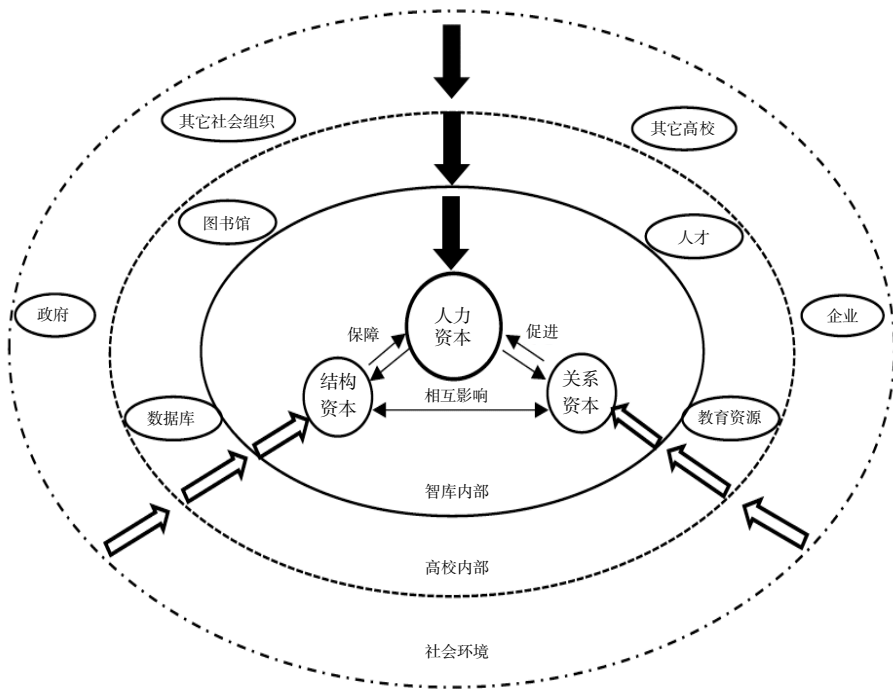 其它社会组织
其它高校
图书馆
人才
政府
企业
人力
资本
保障
促进
结构
资本
关系
资本
相互影响
数据库
教育资源
智库内部
高校内部
社会环境